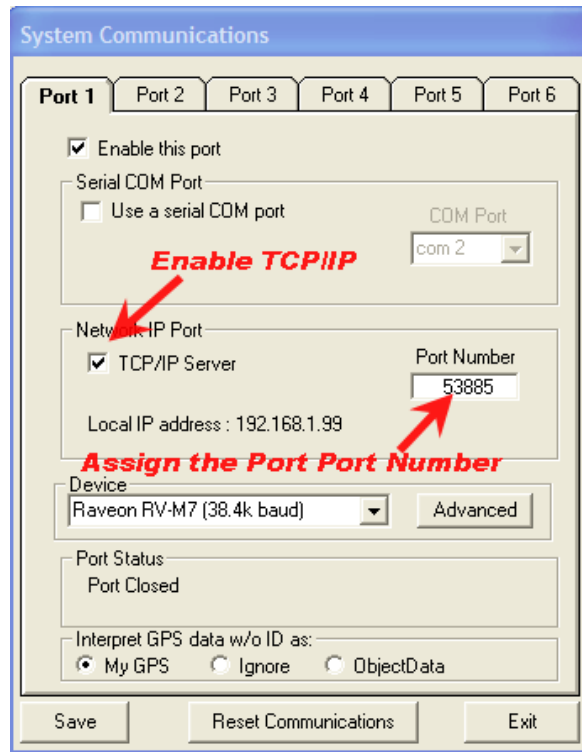 System Communications
Port 1 Port 2 Port 3 Port 4 Port 5 Port 6
Enable this port
Serial COM Port
Use a serial COM port
COM Port
com 2
Enable TCP/IP
Network IP Port
TCP/IP Server
Port Number
53885
Local IP address : 192.168.1.99
Assign the Port Port Number
Device
Raveon RV-M7 (38.4k baud)
Advanced
Port Status
Port Closed
Interpret GPS data w/o ID as:
My GPS Ignore ObjectData
Save Reset Communications Exit